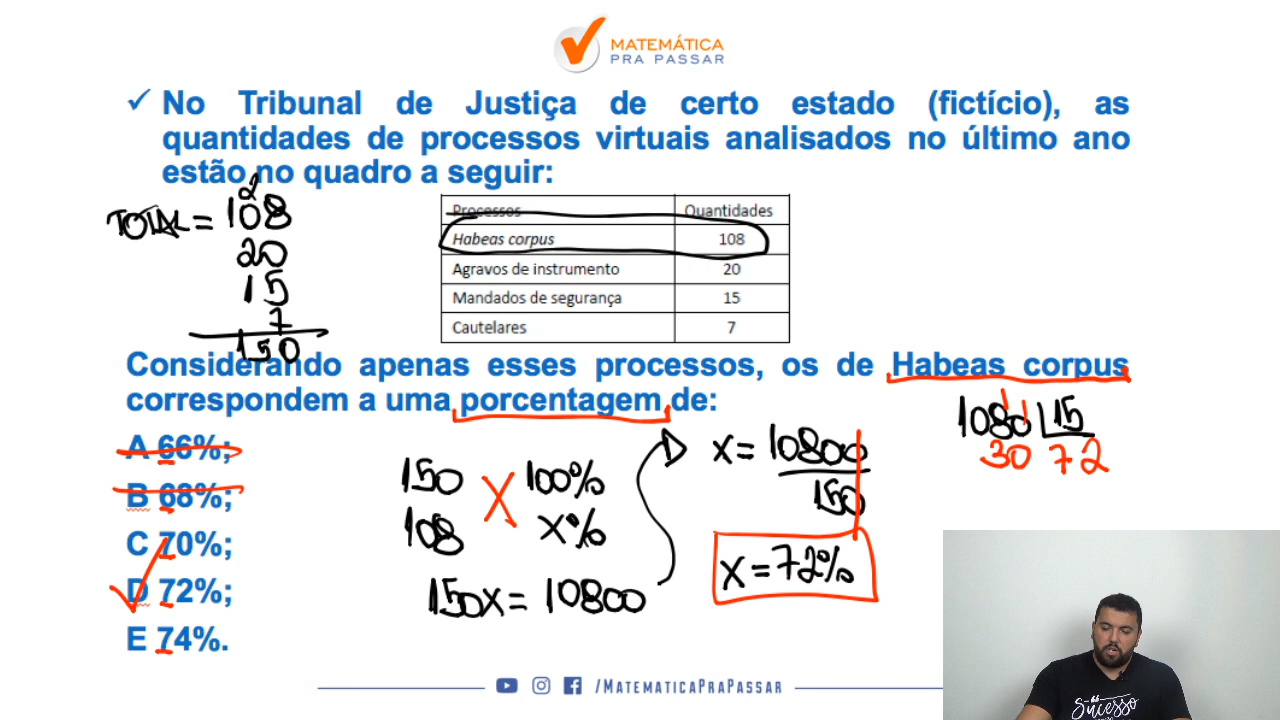 MATEMÁTICA
PRA PASSAR
✓ No Tribunal de Justiça de certo estado (fictício), as
quantidades de processos virtuais analisados no último ano
estão no quadro a seguir:
2
TOTAL = 108
20
15
7
150
Processos Quantidades
Habeas corpus 108
Agravos de instrumento 20
Mandados de segurança 15
Cautelares 7
Considerando apenas esses processos, os de Habeas corpus
correspondem a uma porcentagem de:
A 66%;
B 68%;
C 70%;
D 72%;
E 74%.
150 100%
108 X%
150X = 10800
X = 10800
150
X = 72%
1080 15
30 72
/MATEMATICAPRAPASSAR
SUCESSO